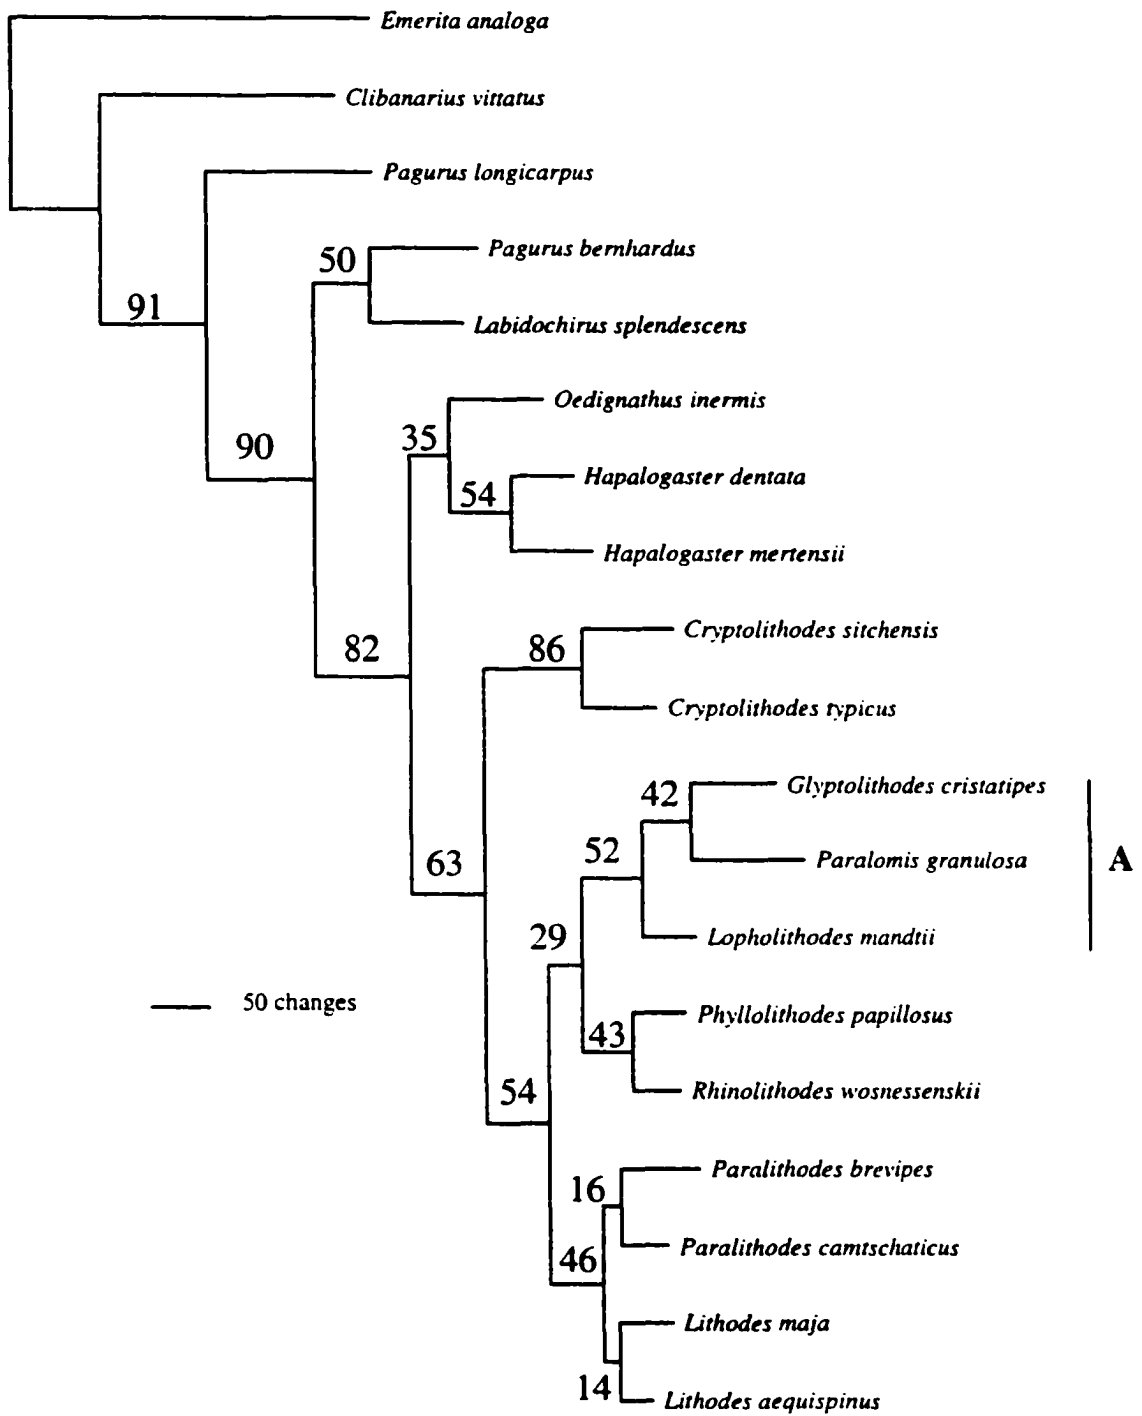 Emerita analoga
Clibanarius vittatus
Pagurus longicarpus
50
Pagurus bernhardus
91
Labidochirus splendescens
Oedignathus inermis
35
90
Hapalogaster dentata
54
Hapalogaster mertensii
Cryptolithodes sitchensis
82
86
Cryptolithodes typicus
Glyptolithodes cristatipes
42
52
Paralomis granulosa
A
63
Lopholithodes mandtii
29
50 changes
Phyllolithodes papillosus
43
Rhinolithodes wosnessenskii
54
Paralithodes brevipes
16
Paralithodes camtschaticus
46
Lithodes maja
14
Lithodes aequispinus